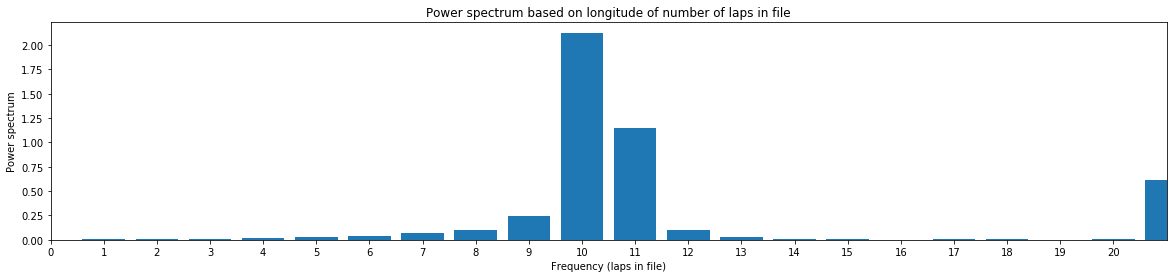 Power spectrum based on longitude of number of laps in file
2.00
1.75
1.50
1.25
1.00
0.75
0.50
0.25
0.00
Power spectrum
0 1 2 3 4 5 6 7 8 9 10 11 12 13 14 15 16 17 18 19 20
Frequency (laps in file)